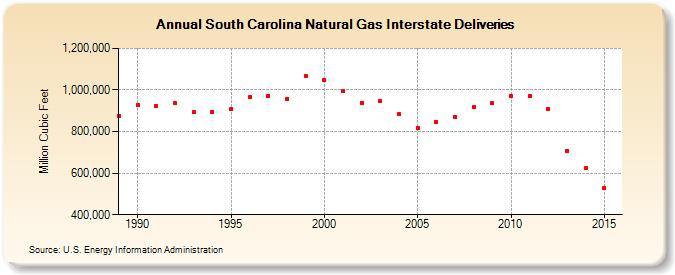 Annual South Carolina Natural Gas Interstate Deliveries
Million Cubic Feet
1,200,000
1,000,000
800,000
600,000
400,000
1990 1995 2000 2005 2010 2015
Source: U.S. Energy Information Administration